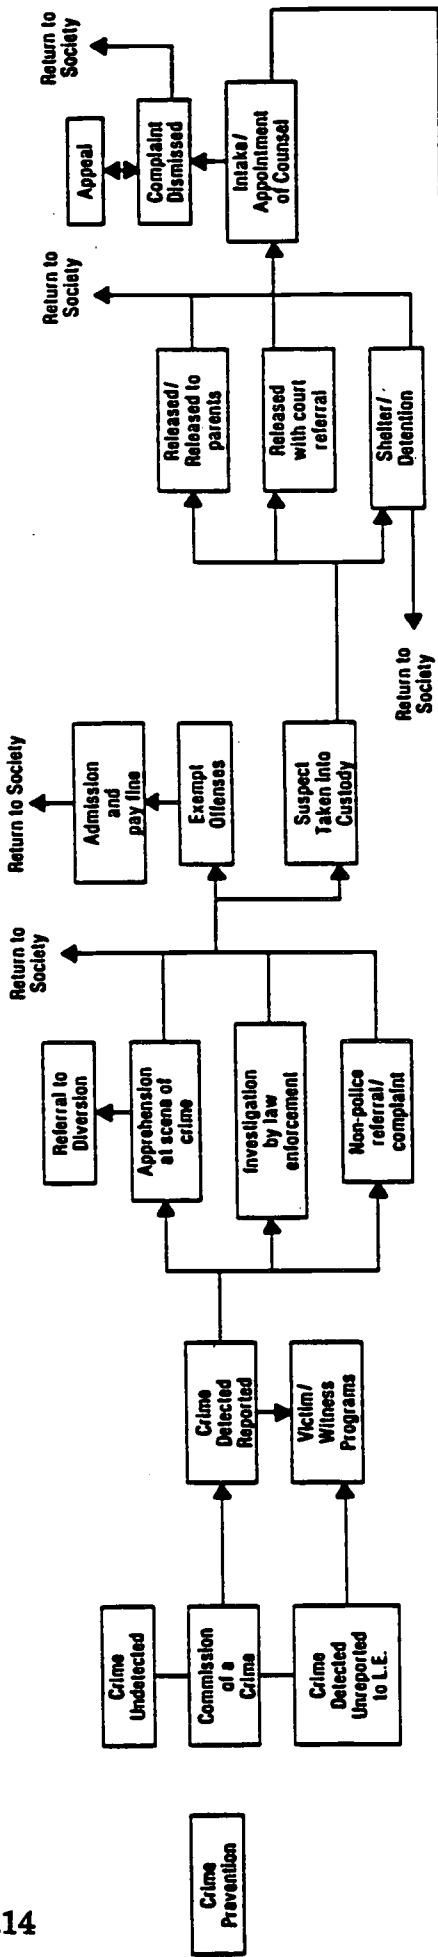 Crime
Prevention
Crime
Undetected
Commission
of a
Crime
Crime
Detected
Unreported
to L.E.
Crime
Detected
Reported
Victim/
Witness
Programs
Referral to
Diversion
Apprehension
at scene of
crime
Investigation
by law
enforcement
Non-police
referral/
complaint
Return to
Society
Return to Society
Admission
and
pay fine
Exempt
Offenses
Suspect
Taken into
Custody
Return to
Society
Released/
Released to
parents
Released
with court
referral
Shelter/
Detention
Return to
Society
Return to
Society
Appeal
Complaint
Dismissed
Intake/
Appointment
of Counsel
.14